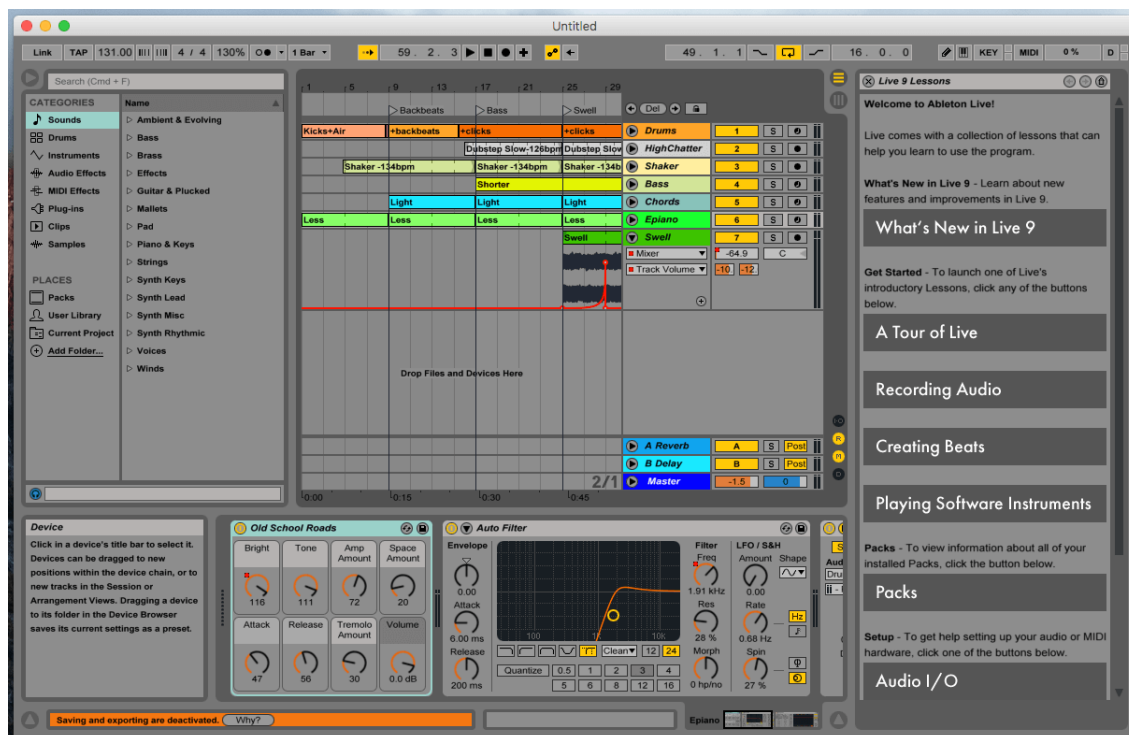 Untitled
Link TAP 131.00 4 / 4 130% 1 Bar 59. 2. 3 49. 1. 1 16. 0. 0 KEY MIDI 0 % D
Search (Cmd + F)
CATEGORIES
Sounds
Drums
Instruments
Audio Effects
MIDI Effects
Plug-ins
Clips
Samples
PLACES
Packs
User Library
Current Project
Add Folder...
Name
Ambient & Evolving
Bass
Brass
Effects
Guitar & Plucked
Mallets
Pad
Piano & Keys
Strings
Synth Keys
Synth Lead
Synth Misc
Synth Rhythmic
Voices
Winds
1 5 9 13 17 21 25 29
Backbeats Bass Swell Del
Kicks+Air +backbeats +clicks +clicks Drums 1 S
Dubstep Slow-126bpm Dubstep Slow HighChatter 2 S
Shaker -134bpm Shaker -134bpm Shaker -134b Shaker 3 S
Shorter Bass 4 S
Light Light Light Chords 5 S
Less Less Less Less Epiano 6 S
Swell Swell 7 S
Mixer -64.9 C
Track Volume -10 -12
Drop Files and Devices Here
A Reverb A S Post
B Delay B S Post
2/1 Master -1.5 0
0:00 0:15 0:30 0:45
Live 9 Lessons
Welcome to Ableton Live!
Live comes with a collection of lessons that can
help you learn to use the program.
What's New in Live 9 - Learn about new
features and improvements in Live 9.
What's New in Live 9
Get Started - To launch one of Live's
introductory Lessons, click any of the buttons
below.
A Tour of Live
Recording Audio
Creating Beats
Playing Software Instruments
Packs - To view information about all of your
installed Packs, click the button below.
Packs
Setup - To get help setting up your audio or MIDI
hardware, click one of the buttons below.
Audio I/O
Device
Click in a device's title bar to select it.
Devices can be dragged to new
positions within the device chain, or to
new tracks in the Session or
Arrangement Views. Dragging a device
to its folder in the Device Browser
saves its current settings as a preset.
Old School Roads
Bright Tone Amp Amount Space Amount
116 111 72 20
Attack Release Tremolo Amount Volume
47 56 30 0.0 dB
Auto Filter
Envelope
0.00
Attack
6.00 ms
Release
200 ms
100 1K 10K
Clean 12 24
Quantize 0.5 1 2 3 4
5 6 8 12 16
Filter
Freq
1.91 kHz
Res
28 %
Morph
0 hp/no
LFO / S&H
Amount Shape
0.00
Rate
0.68 Hz
Hz
Spin
27 %
Saving and exporting are deactivated. Why?
Epiano